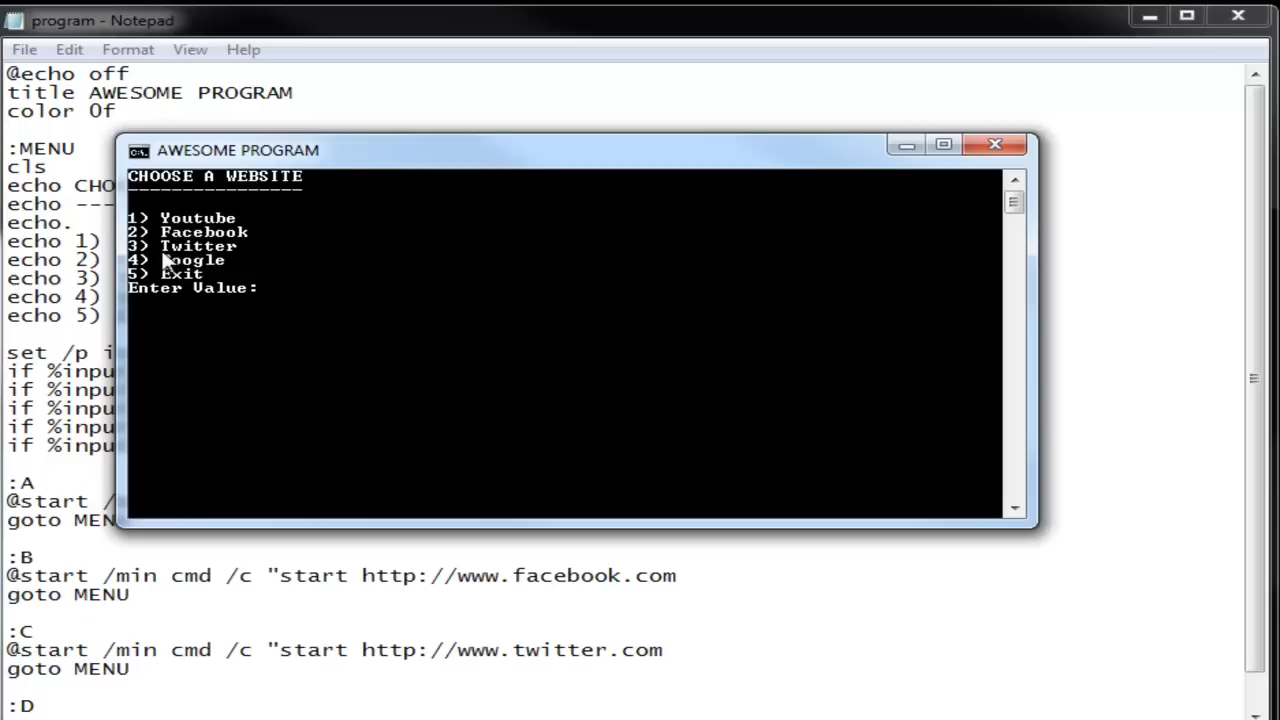 program - Notepad
File Edit Format View Help
@echo off
title AWESOME PROGRAM
color 0f
:MENU
cls
echo CHO
echo ---
echo.
echo 1)
echo 2)
echo 3)
echo 4)
echo 5)
set /p i
if %inpu
if %inpu
if %inpu
if %inpu
if %inpu
:A
@start /
goto MEN
:B
@start /min cmd /c "start http://www.facebook.com
goto MENU
:C
@start /min cmd /c "start http://www.twitter.com
goto MENU
:D
AWESOME PROGRAM
CHOOSE A WEBSITE
----------------
1) Youtube
2) Facebook
3) Twitter
4) Google
5) Exit
Enter Value: